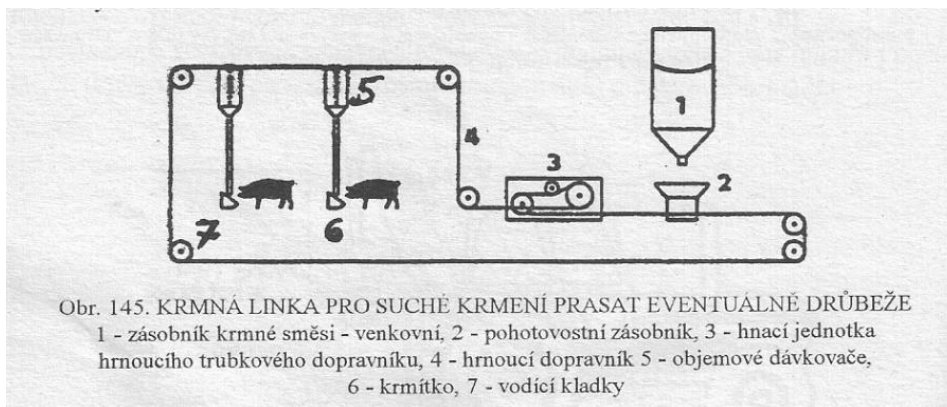 1
5
4
3
2
7
6
Obr. 145. KRMNÁ LINKA PRO SUCHÉ KRMENÍ PRASAT EVENTUÁLNĚ DRŮBEŽE
1 - zásobník krmné směsi - venkovní, 2 - pohotovostní zásobník, 3 - hnací jednotka
hrnoucího trubkového dopravníku, 4 - hrnoucí dopravník 5 - objemové dávkovače,
6 - krmítko, 7 - vodící kladky